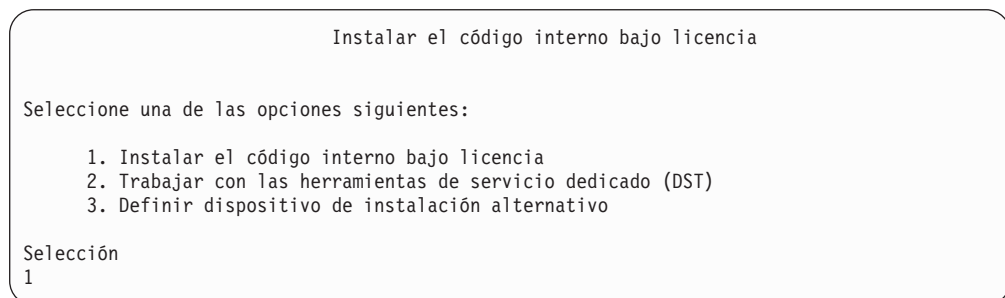 Instalar el código interno bajo licencia
Seleccione una de las opciones siguientes:
1. Instalar el código interno bajo licencia
2. Trabajar con las herramientas de servicio dedicado (DST)
3. Definir dispositivo de instalación alternativo
Selección
1